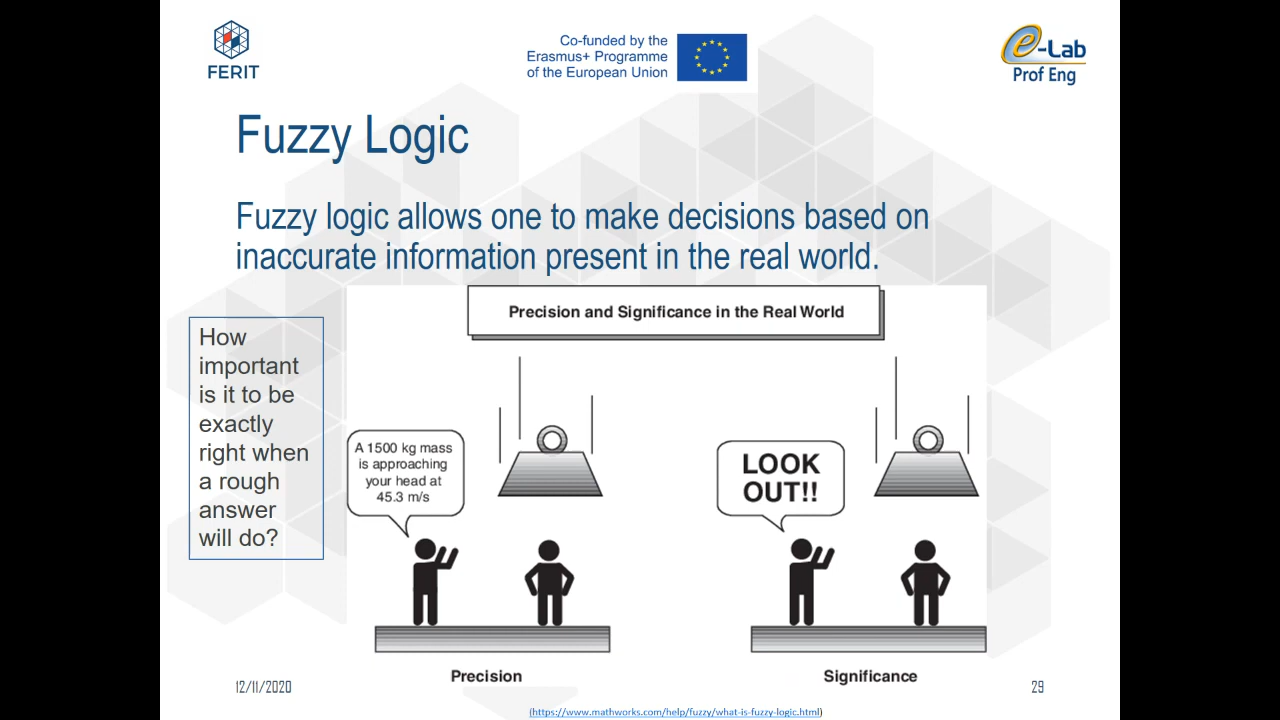 FERIT
Co-funded by the
Erasmus+ Programme
of the European Union
e-Lab
Prof Eng
Fuzzy Logic
Fuzzy logic allows one to make decisions based on
inaccurate information present in the real world.
How
important
is it to be
exactly
right when
a rough
answer
will do?
Precision and Significance in the Real World
A 1500 kg mass
is approaching
your head at
45.3 m/s
LOOK
OUT!!
Precision
Significance
12/11/2020
29
(https://www.mathworks.com/help/fuzzy/what-is-fuzzy-logic.html)